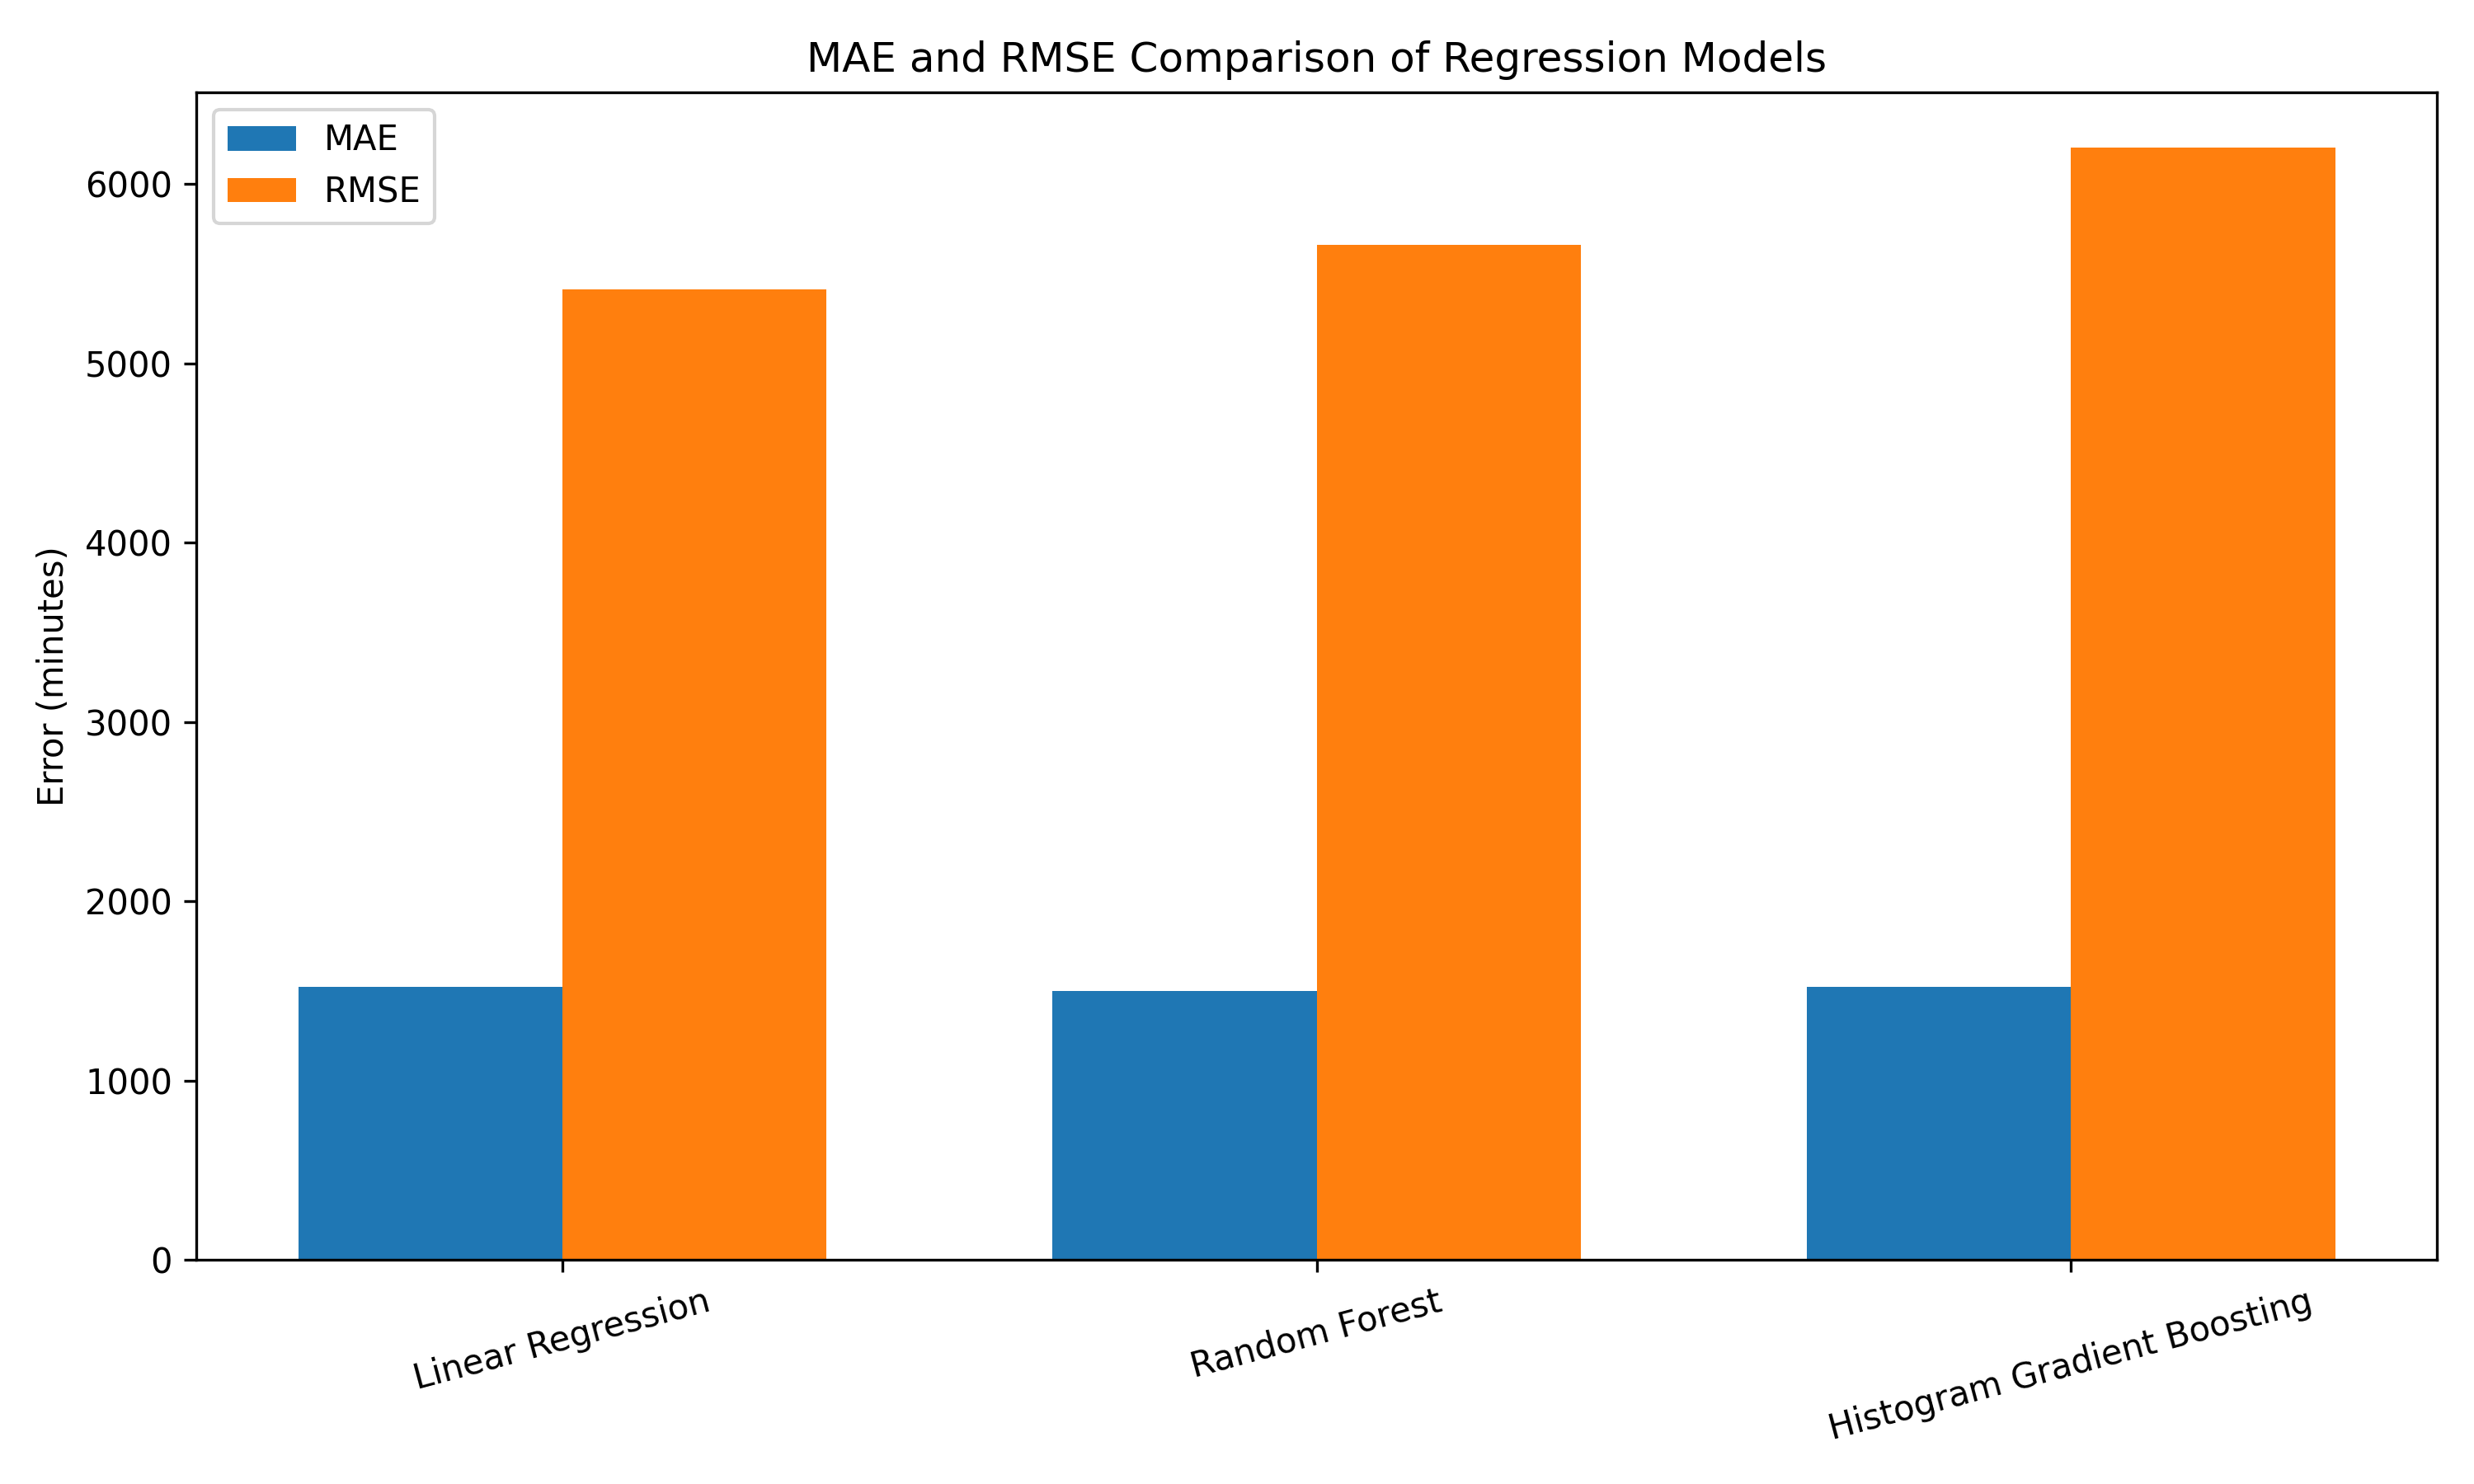 MAE and RMSE Comparison of Regression Models
MAE
RMSE
6000
5000
4000
3000
2000
1000
0
Error (minutes)
Linear Regression
Random Forest
Histogram Gradient Boosting